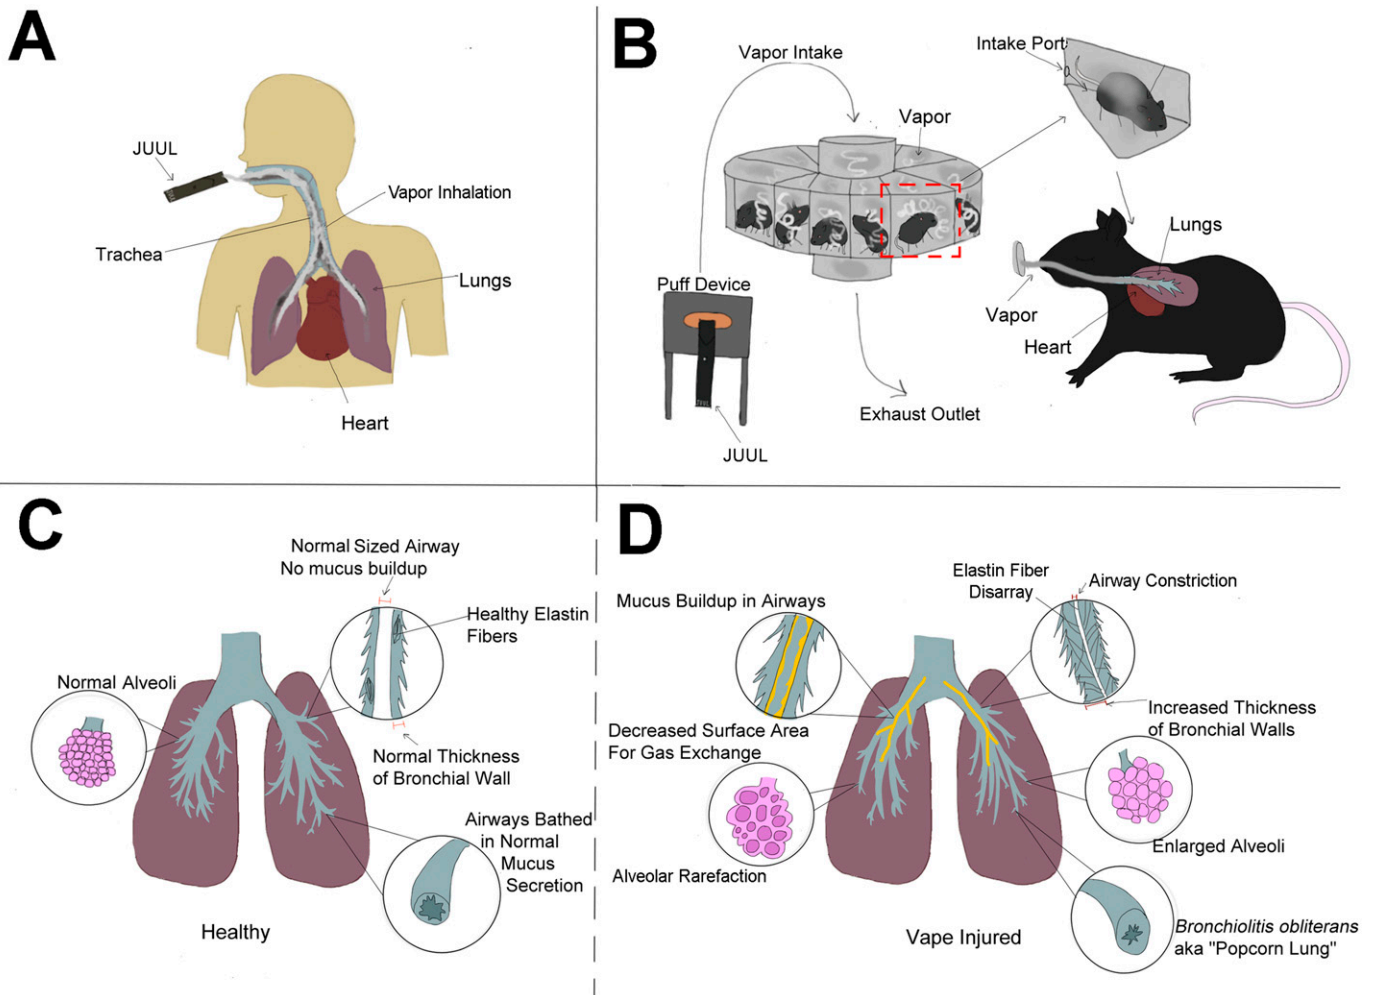 A
JUUL
Vapor Inhalation
Trachea
Lungs
Heart
B
Vapor Intake
Intake Port
Vapor
Puff Device
JUUL
JUUL
Exhaust Outlet
Lungs
Vapor
Heart
C
Normal Sized Airway
No mucus buildup
Healthy Elastin
Fibers
Normal Alveoli
Normal Thickness
of Bronchial Wall
Airways Bathed
in Normal
Mucus
Secretion
Healthy
D
Elastin Fiber
Disarray
Airway Constriction
Mucus Buildup in Airways
Increased Thickness
of Bronchial Walls
Decreased Surface Area
For Gas Exchange
Enlarged Alveoli
Alveolar Rarefaction
Bronchiolitis obliterans
aka "Popcorn Lung"
Vape Injured